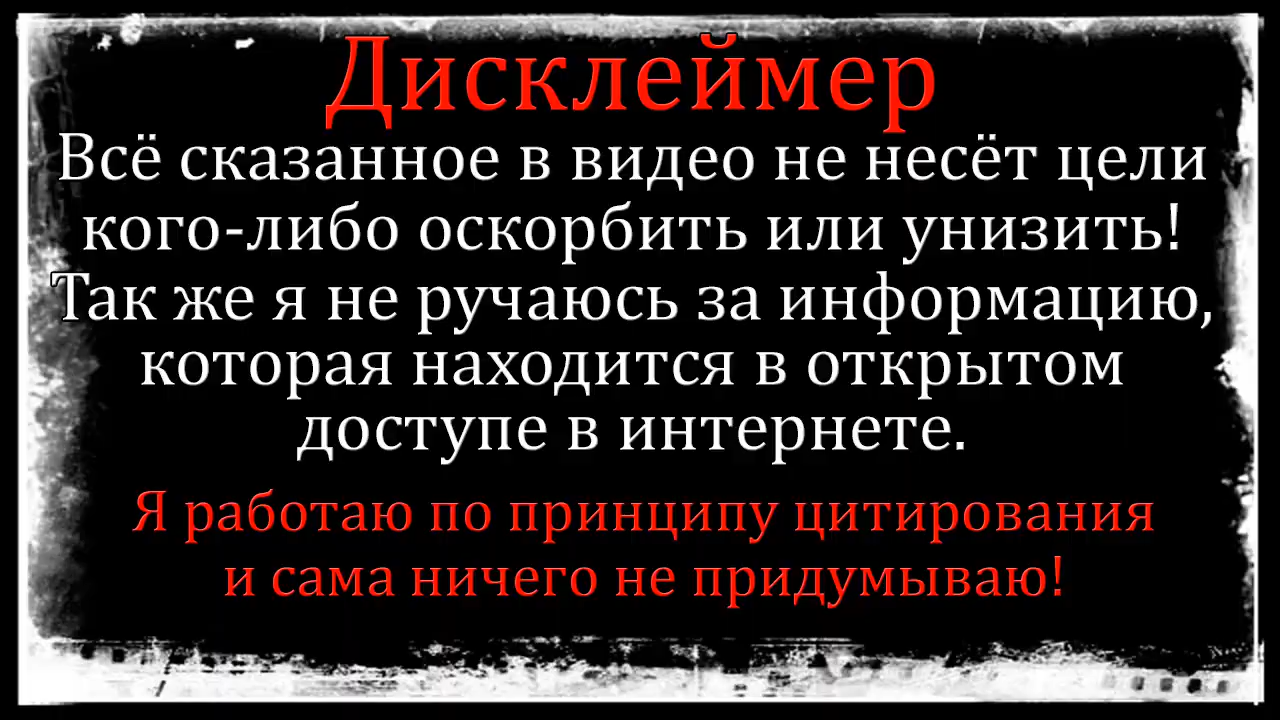 Дисклеймер
Всё сказанное в видео не несёт цели
кого-либо оскорбить или унизить!
Так же я не ручаюсь за информацию,
которая находится в открытом
доступе в интернете.
Я работаю по принципу цитирования
и сама ничего не придумываю!